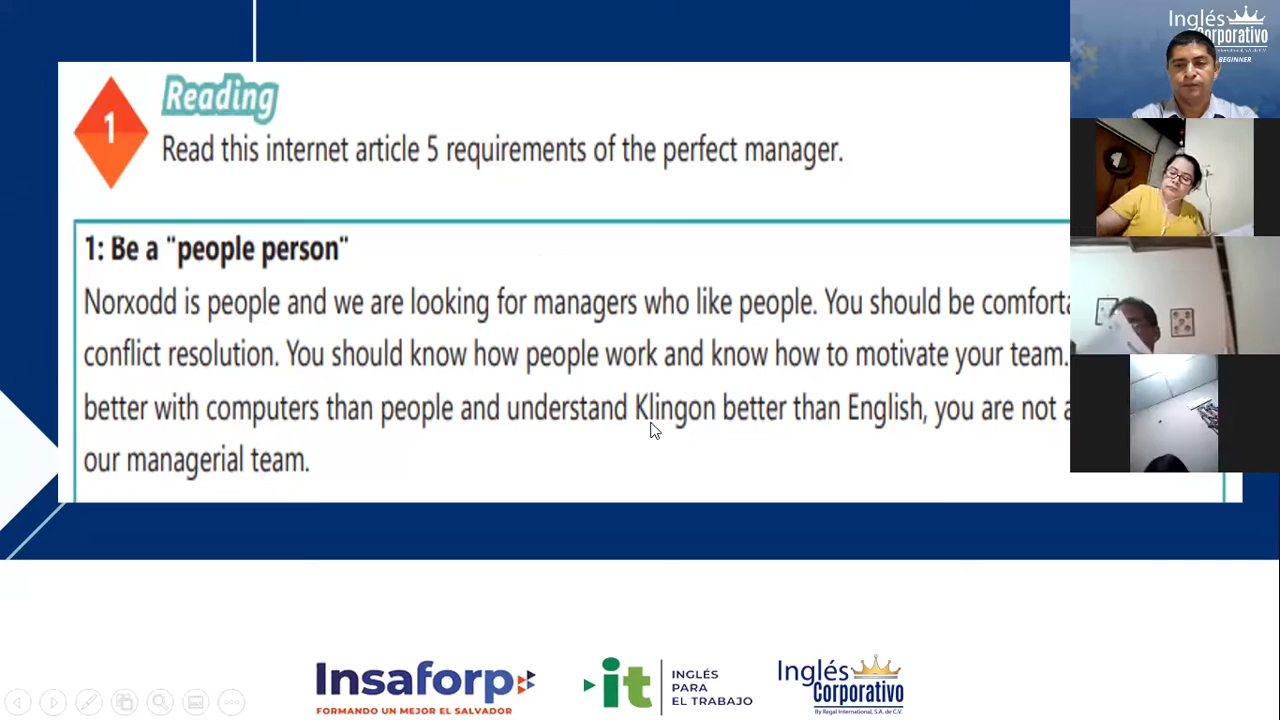 1
Reading
Read this internet article 5 requirements of the perfect manager.
1: Be a "people person"
Norxodd is people and we are looking for managers who like people. You should be
conflict resolution. You should know how people work and know how to motivate your team.
better with computers than people and understand Klingon better than English, you are not
our managerial team.
Inglés
Corporativo
BEGINNER
Insaforp
FORMANDO UN MEJOR EL SALVADOR
it
INGLÉS
PARA
EL TRABAJO
Inglés
Corporativo
By Regal International, S.A. de C.V.